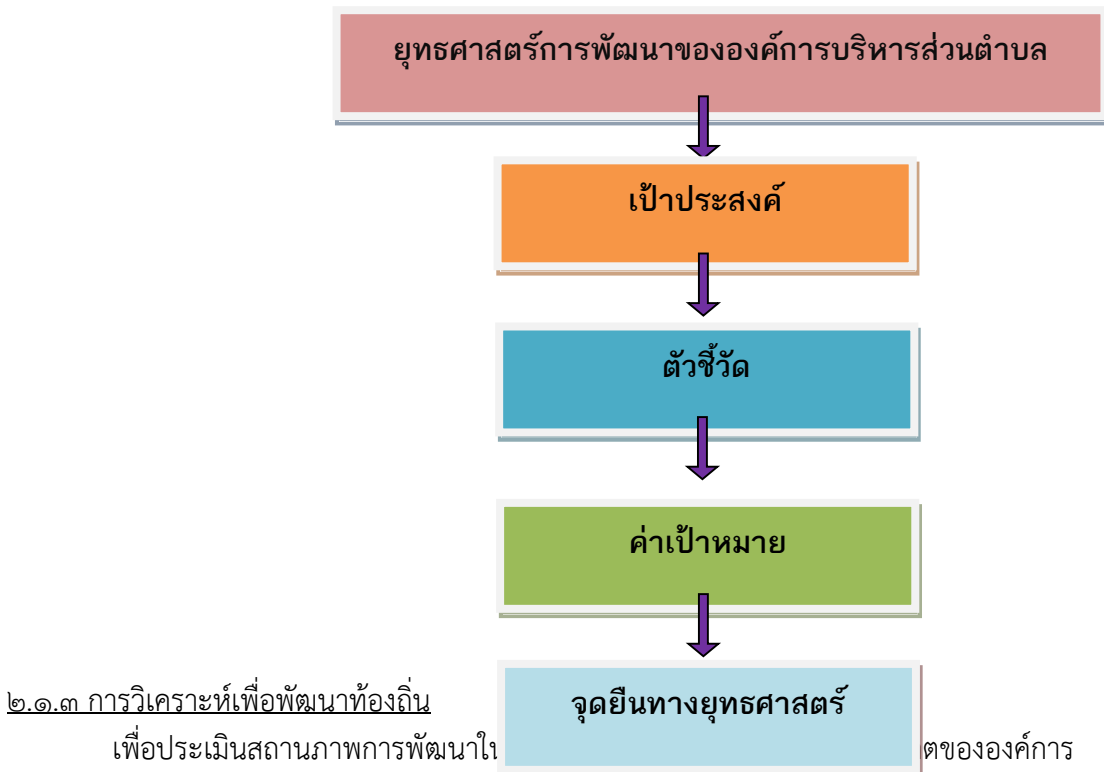 ยุทธศาสตร์การพัฒนาขององค์การบริหารส่วนตำบล
เป้าประสงค์
ตัวชี้วัด
ค่าเป้าหมาย
จุดยืนทางยุทธศาสตร์
๒.๑.๓ การวิเคราะห์เพื่อพัฒนาท้องถิ่น
เพื่อประเมินสถานภาพการพัฒนาใน ขององค์การ